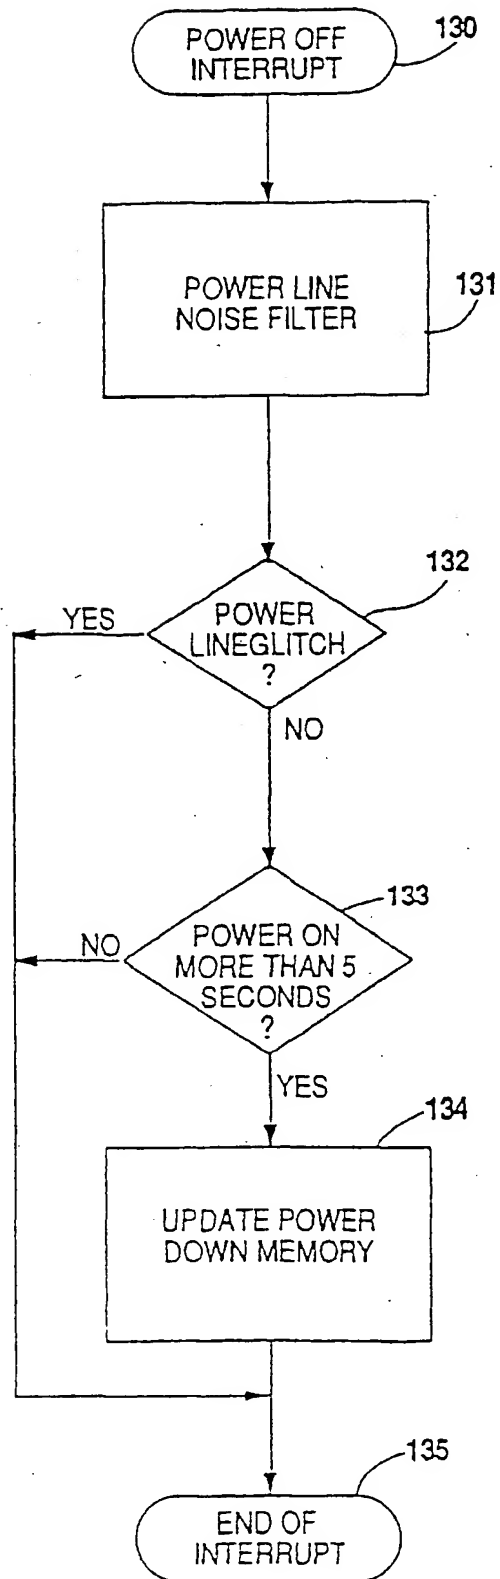 POWER OFF
INTERRUPT
130
POWER LINE
NOISE FILTER
131
132
POWER
LINEGLITCH
?
YES
NO
133
POWER ON
MORE THAN 5
SECONDS
?
NO
YES
134
UPDATE POWER
DOWN MEMORY
135
END OF
INTERRUPT